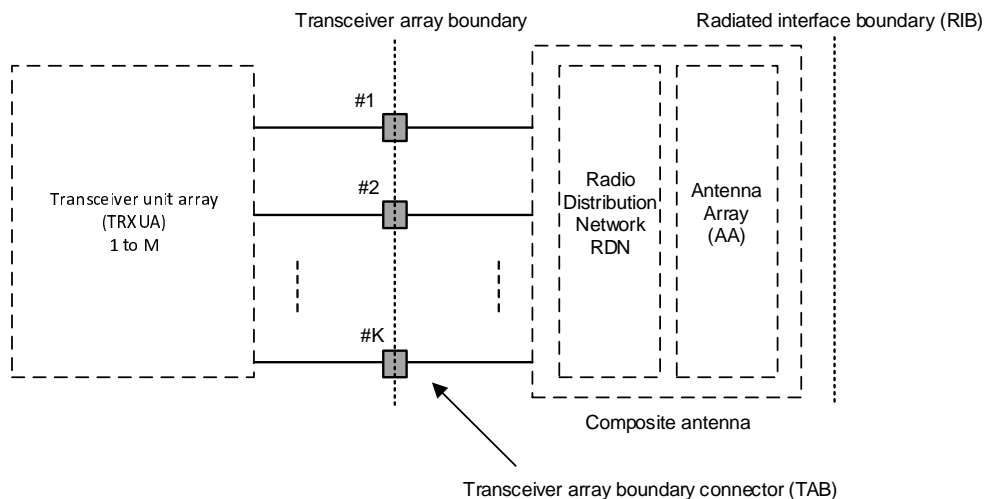 Transceiver array boundary
Radiated interface boundary (RIB)
#1
#2
#K
Transceiver unit array
(TRXUA)
1 to M
Radio
Distribution
Network
RDN
Antenna
Array
(AA)
Composite antenna
Transceiver array boundary connector (TAB)